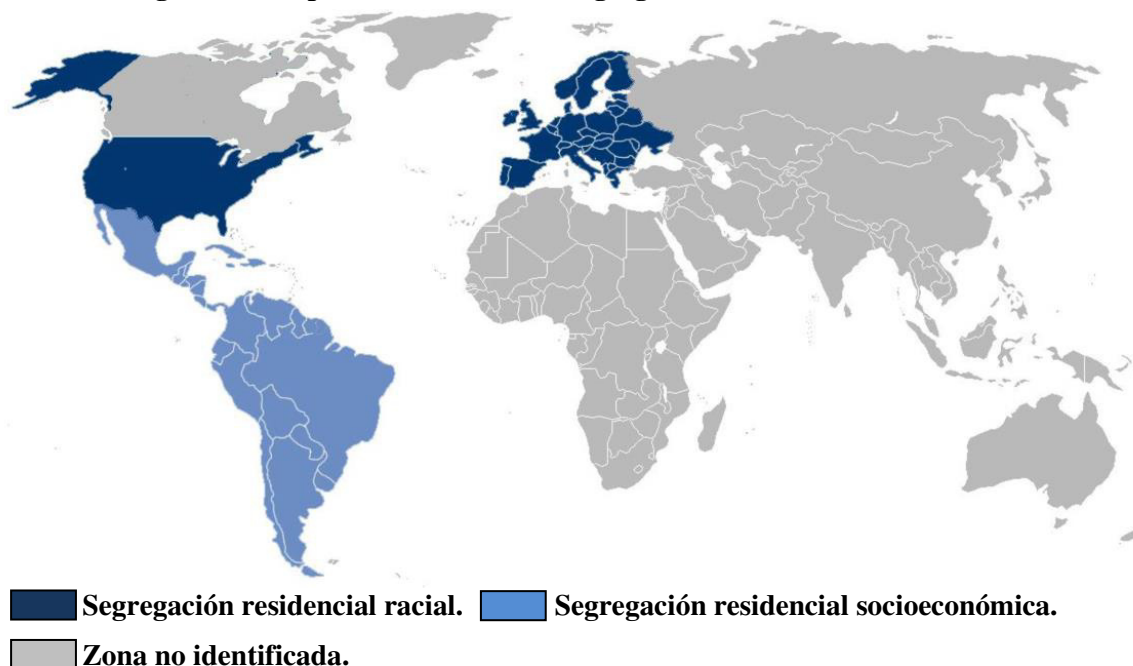 Segregación residencial racial. Segregación residencial socioeconómica.
Zona no identificada.